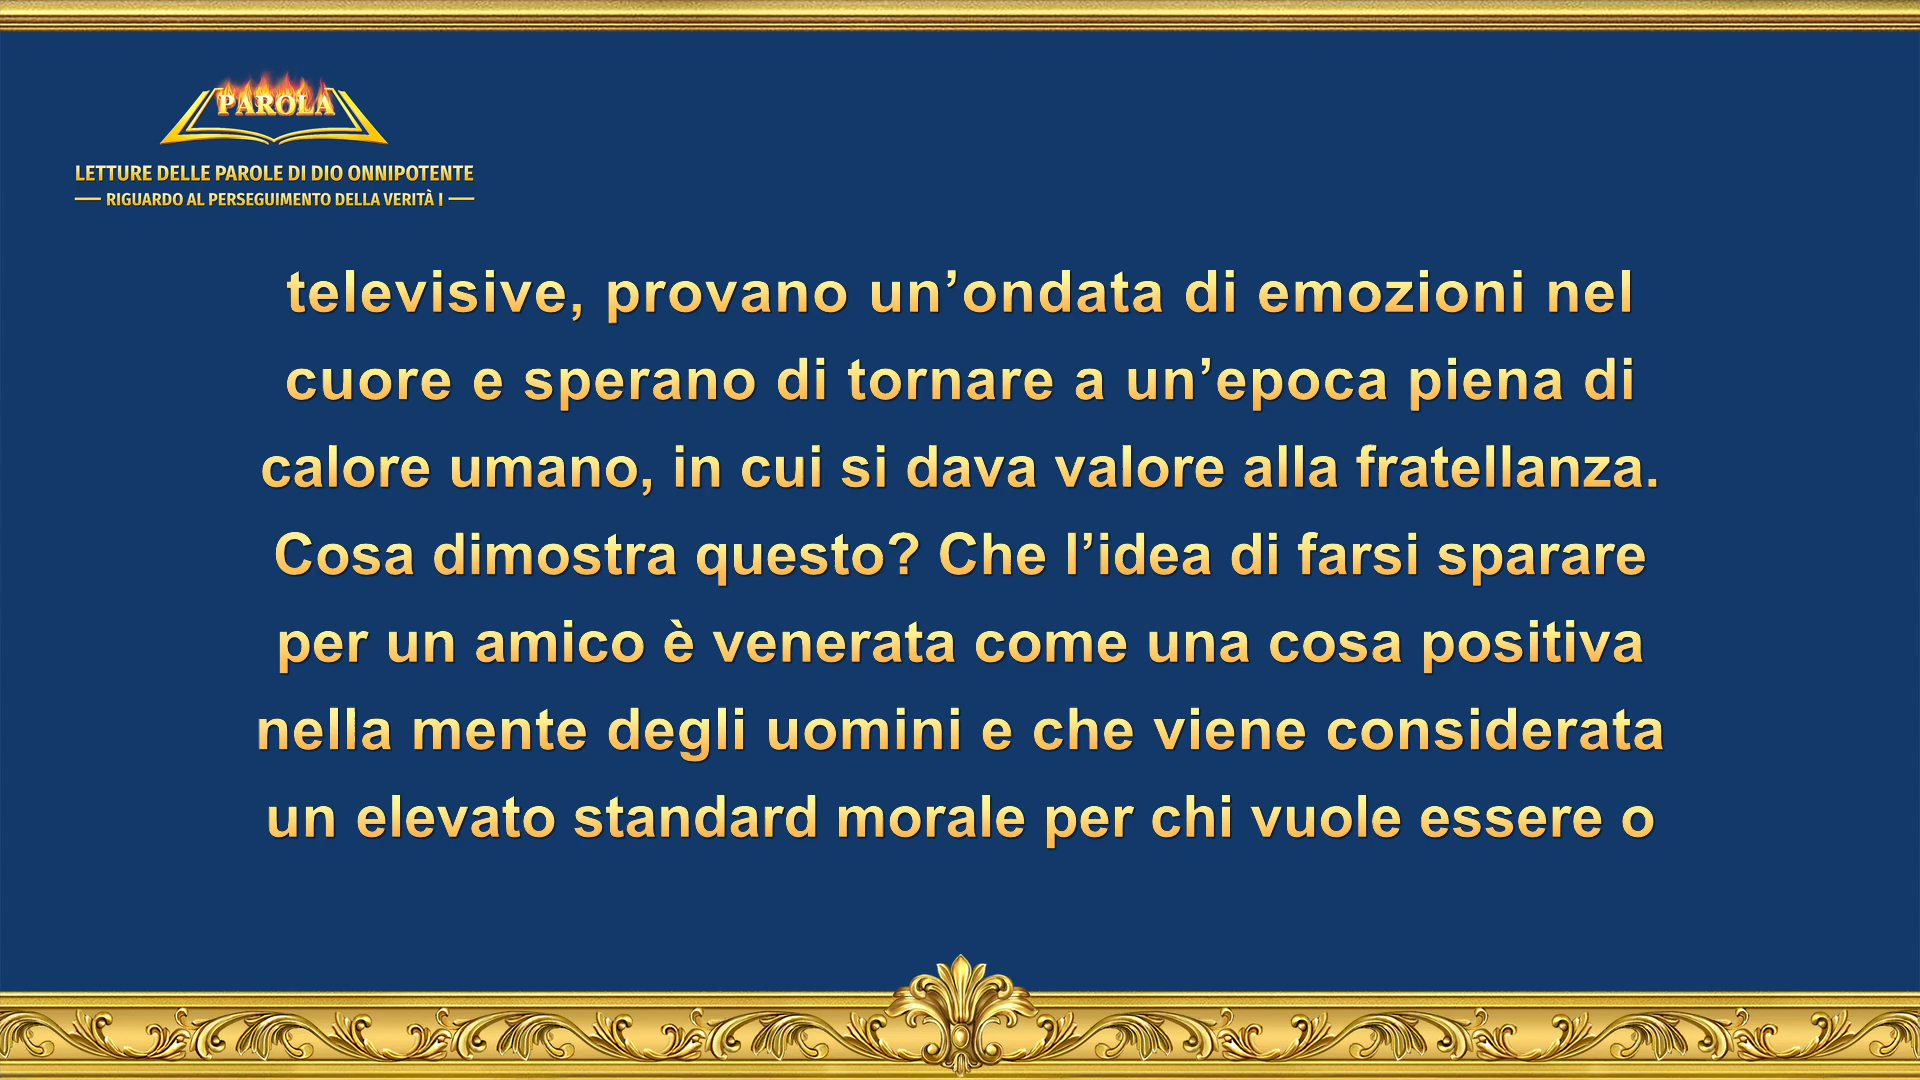 PAROLA
LETTURE DELLE PAROLE DI DIO ONNIPOTENTE
RIGUARDO AL PERSEGUIMENTO DELLA VERITÀ I
televisive, provano un’ondata di emozioni nel
cuore e sperano di tornare a un’epoca piena di
calore umano, in cui si dava valore alla fratellanza.
Cosa dimostra questo? Che l’idea di farsi sparare
per un amico è venerata come una cosa positiva
nella mente degli uomini e che viene considerata
un elevato standard morale per chi vuole essere o